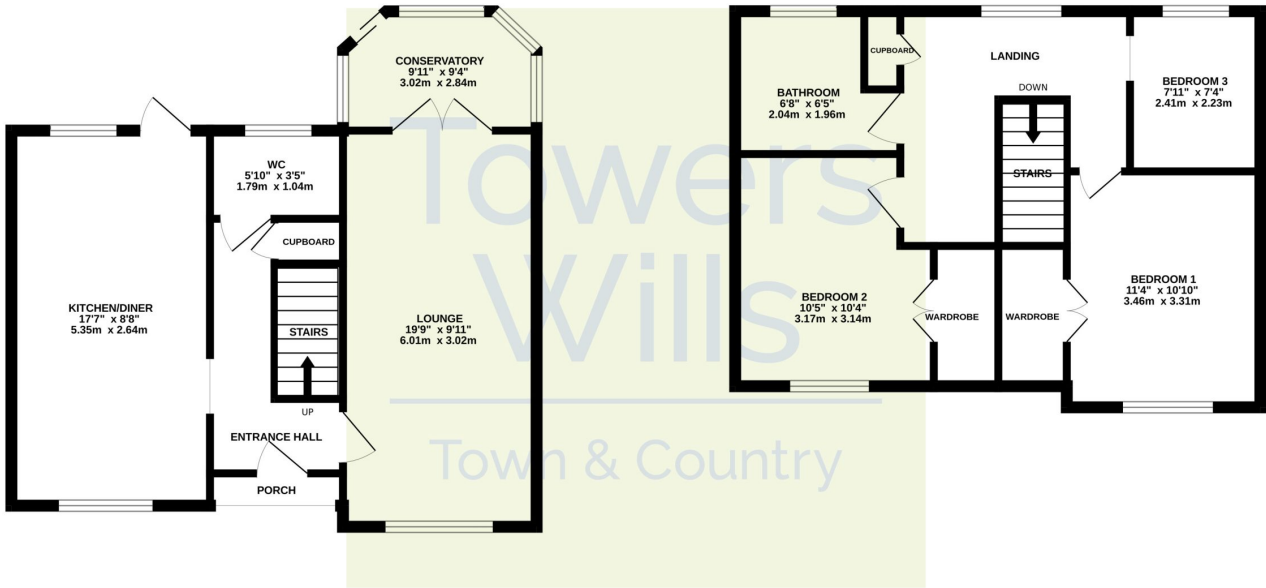 CONSERVATORY
9'11" x 9'4"
3.02m x 2.84m
WC
5'10" x 3'5"
1.79m x 1.04m
CUPBOARD
KITCHEN/DINER
17'7" x 8'8"
5.35m x 2.64m
STAIRS
LOUNGE
19'9" x 9'11"
6.01m x 3.02m
UP
ENTRANCE HALL
PORCH
CUPBOARD
LANDING
BATHROOM
6'8" x 6'5"
2.04m x 1.96m
DOWN
BEDROOM 3
7'11" x 7'4"
2.41m x 2.23m
STAIRS
BEDROOM 2
10'5" x 10'4"
3.17m x 3.14m
WARDROBE
WARDROBE
BEDROOM 1
11'4" x 10'10"
3.46m x 3.31m
Towers
Wills
Town & Country